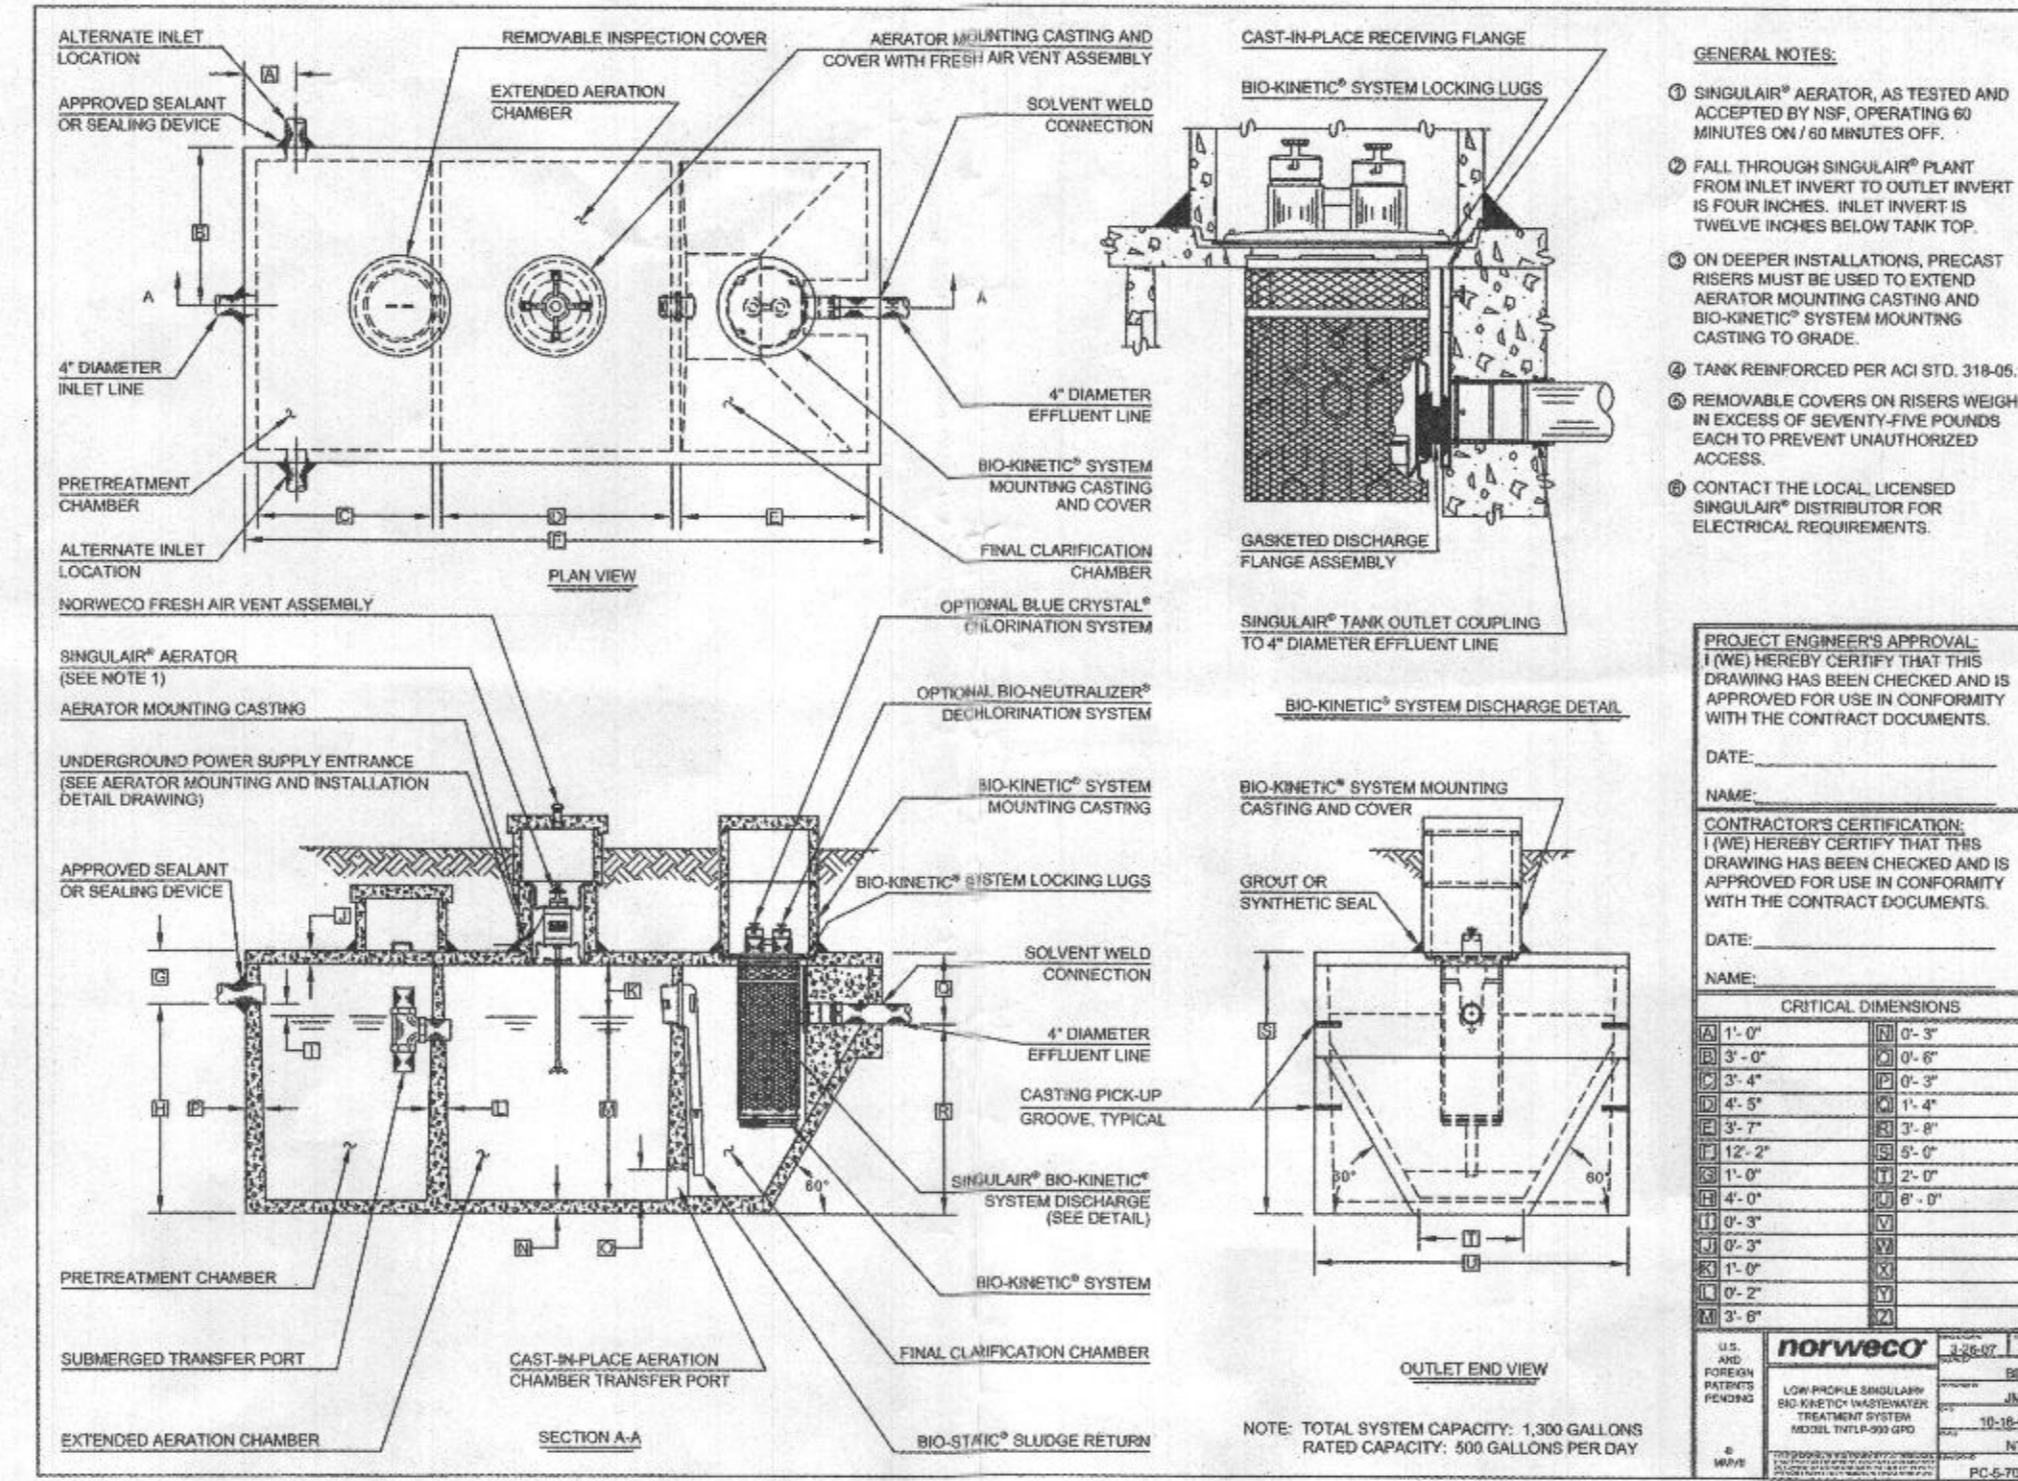 ALTERNATE INLET
LOCATION
A
APPROVED SEALANT
OR SEALING DEVICE
REMOVABLE INSPECTION COVER
EXTENDED AERATION
CHAMBER
AERATOR MOUNTING CASTING AND
COVER WITH FRESH AIR VENT ASSEMBLY
SOLVENT WELD
CONNECTION
B
A
A
4" DIAMETER
INLET LINE
4" DIAMETER
EFFLUENT LINE
PRETREATMENT
CHAMBER
BIO-KINETIC® SYSTEM
MOUNTING CASTING
AND COVER
C
D
E
F
ALTERNATE INLET
LOCATION
FINAL CLARIFICATION
CHAMBER
PLAN VIEW
CAST-IN-PLACE RECEIVING FLANGE
BIO-KINETIC® SYSTEM LOCKING LUGS
GASKETED DISCHARGE
FLANGE ASSEMBLY
SINGULAIR® TANK OUTLET COUPLING
TO 4" DIAMETER EFFLUENT LINE
BIO-KINETIC® SYSTEM DISCHARGE DETAIL
NORWECO FRESH AIR VENT ASSEMBLY
SINGULAIR® AERATOR
(SEE NOTE 1)
AERATOR MOUNTING CASTING
UNDERGROUND POWER SUPPLY ENTRANCE
(SEE AERATOR MOUNTING AND INSTALLATION
DETAIL DRAWING)
APPROVED SEALANT
OR SEALING DEVICE
OPTIONAL BLUE CRYSTAL®
CHLORINATION SYSTEM
OPTIONAL BIO-NEUTRALIZER®
DECHLORINATION SYSTEM
BIO-KINETIC® SYSTEM
MOUNTING CASTING
BIO-KINETIC® SYSTEM LOCKING LUGS
SOLVENT WELD
CONNECTION
4" DIAMETER
EFFLUENT LINE
CASTING PICK-UP
GROOVE, TYPICAL
SINGULAIR® BIO-KINETIC®
SYSTEM DISCHARGE
(SEE DETAIL)
BIO-KINETIC® SYSTEM
FINAL CLARIFICATION CHAMBER
BIO-STATIC® SLUDGE RETURN
J
G
K
Q
I
H
P
L
M
R
60°
N
O
PRETREATMENT CHAMBER
SUBMERGED TRANSFER PORT
EXTENDED AERATION CHAMBER
CAST-IN-PLACE AERATION
CHAMBER TRANSFER PORT
SECTION A-A
BIO-KINETIC® SYSTEM MOUNTING
CASTING AND COVER
GROUT OR
SYNTHETIC SEAL
S
60°
60°
T
U
OUTLET END VIEW
NOTE: TOTAL SYSTEM CAPACITY: 1,300 GALLONS
RATED CAPACITY: 500 GALLONS PER DAY
GENERAL NOTES:
① SINGULAIR® AERATOR, AS TESTED AND
ACCEPTED BY NSF, OPERATING 60
MINUTES ON / 60 MINUTES OFF.
② FALL THROUGH SINGULAIR® PLANT
FROM INLET INVERT TO OUTLET INVERT
IS FOUR INCHES. INLET INVERT IS
TWELVE INCHES BELOW TANK TOP.
③ ON DEEPER INSTALLATIONS, PRECAST
RISERS MUST BE USED TO EXTEND
AERATOR MOUNTING CASTING AND
BIO-KINETIC® SYSTEM MOUNTING
CASTING TO GRADE.
④ TANK REINFORCED PER ACI STD. 318-05.
⑤ REMOVABLE COVERS ON RISERS WEIGH
IN EXCESS OF SEVENTY-FIVE POUNDS
EACH TO PREVENT UNAUTHORIZED
ACCESS.
⑥ CONTACT THE LOCAL, LICENSED
SINGULAIR® DISTRIBUTOR FOR
ELECTRICAL REQUIREMENTS.
PROJECT ENGINEER'S APPROVAL:
I (WE) HEREBY CERTIFY THAT THIS
DRAWING HAS BEEN CHECKED AND IS
APPROVED FOR USE IN CONFORMITY
WITH THE CONTRACT DOCUMENTS.
DATE:
NAME:
CONTRACTOR'S CERTIFICATION:
I (WE) HEREBY CERTIFY THAT THIS
DRAWING HAS BEEN CHECKED AND IS
APPROVED FOR USE IN CONFORMITY
WITH THE CONTRACT DOCUMENTS.
DATE:
NAME:
CRITICAL DIMENSIONS
A 1'- 0" N 0'- 3"
B 3'- 0" O 0'- 6"
C 3'- 4" P 0'- 3"
D 4'- 5" Q 1'- 4"
E 3'- 7" R 3'- 8"
F 12'- 2" S 5'- 0"
G 1'- 0" T 2'- 0"
H 4'- 0" U 6'- 0"
I 0'- 3" V
J 0'- 3" W
K 1'- 0" X
L 0'- 2" Y
M 3'- 6" Z
U.S.
AND
FOREIGN
PATENTS
PENDING
norweco®
LOW-PROFILE SINGULAIR®
BIO-KINETIC® WASTEWATER
TREATMENT SYSTEM
MODEL TNTLP-500 GPD
3-26-07